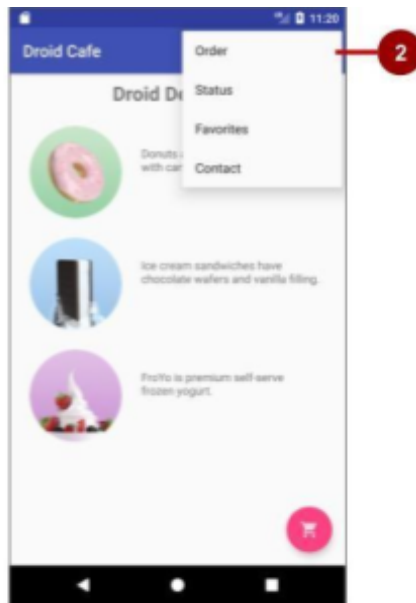 11:20
Droid Cafe
Order
2
Droid De
Status
Favorites
Donuts
with car
Contact
Ice cream sandwiches have
chocolate wafers and vanilla filling.
FroYo is premium self-serve
frozen yogurt.